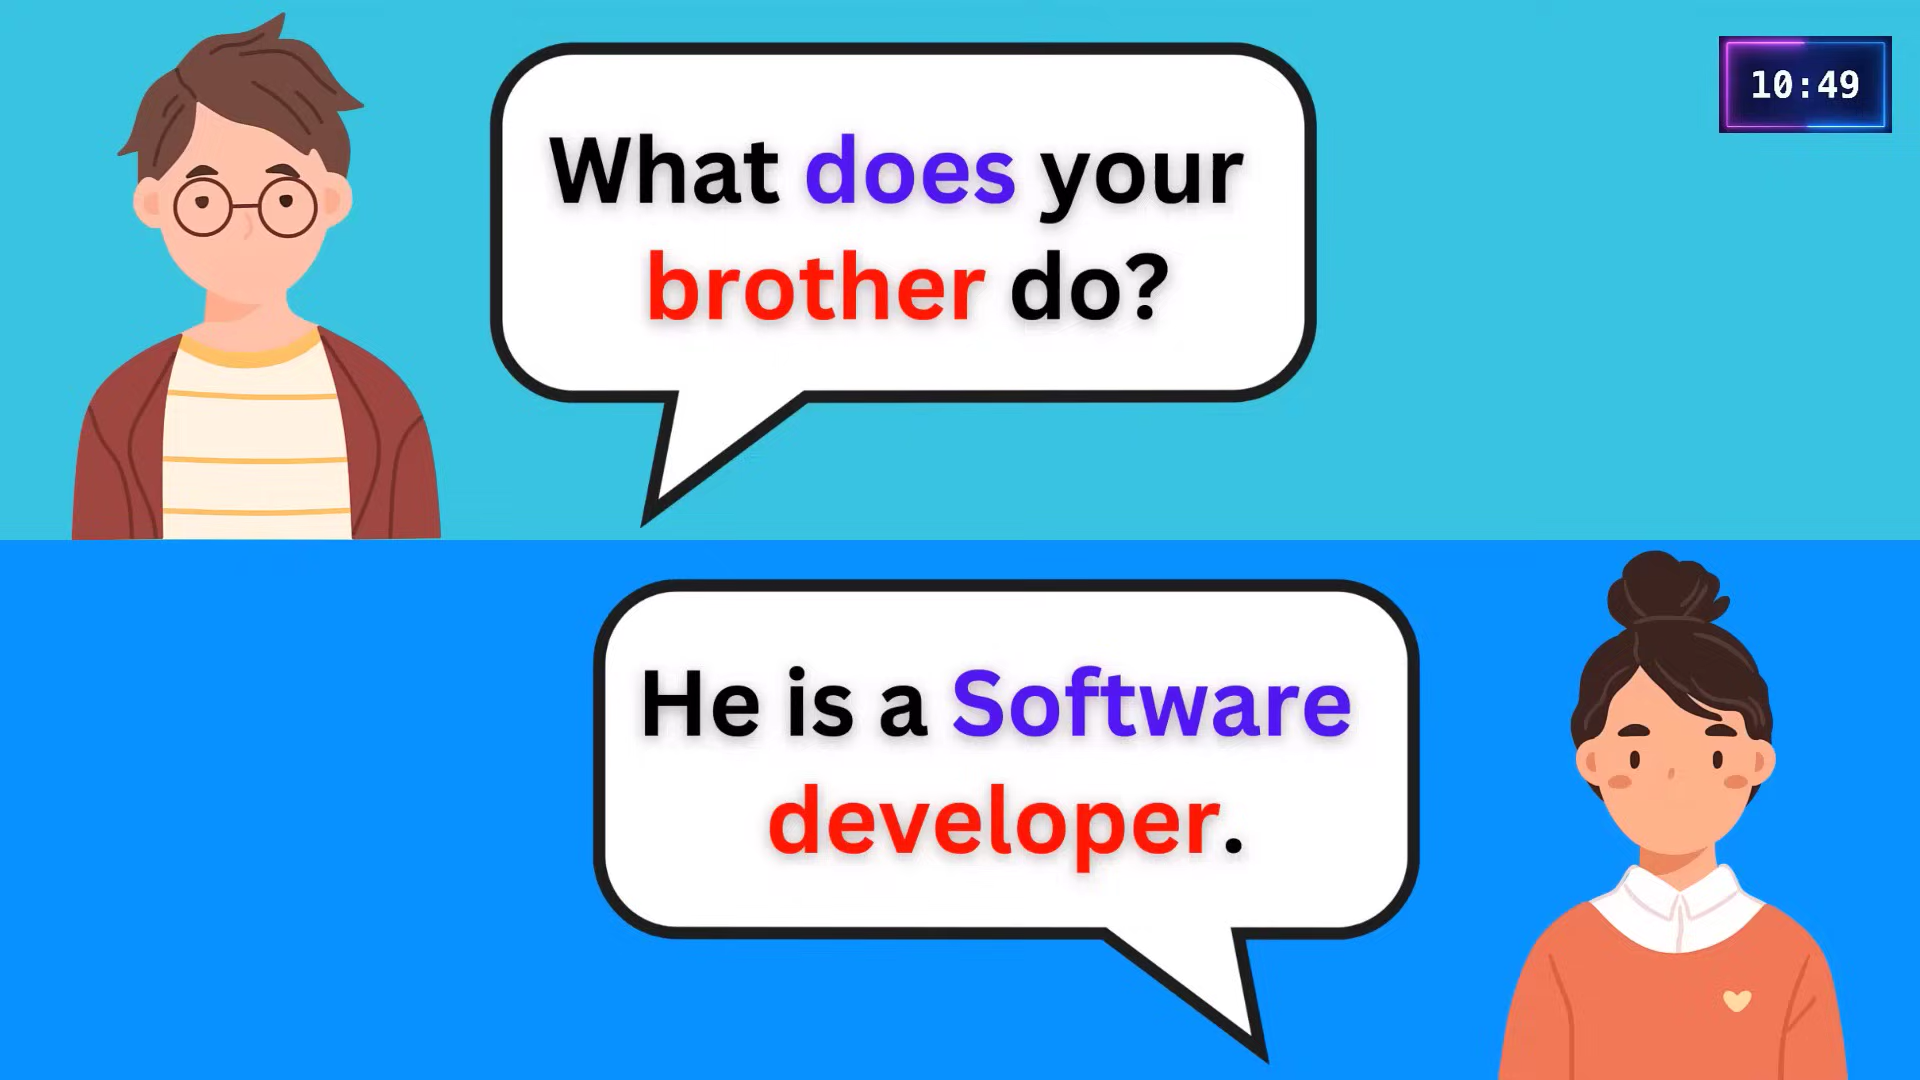 What does your
brother do?
10:49
He is a Software
developer.